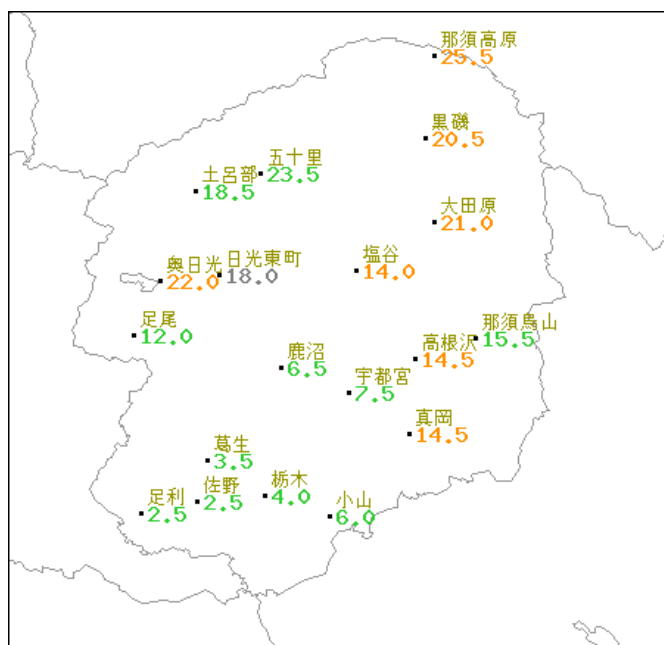 那須高原
25.5
黒磯
20.5
五十里
23.5
土呂部
18.5
大田原
21.0
日光東町
18.0
奥日光
22.0
塩谷
14.0
足尾
12.0
那須烏山
15.5
高根沢
14.5
鹿沼
6.5
宇都宮
7.5
真岡
14.5
葛生
3.5
栃木
4.0
佐野
2.5
足利
2.5
小山
6.0